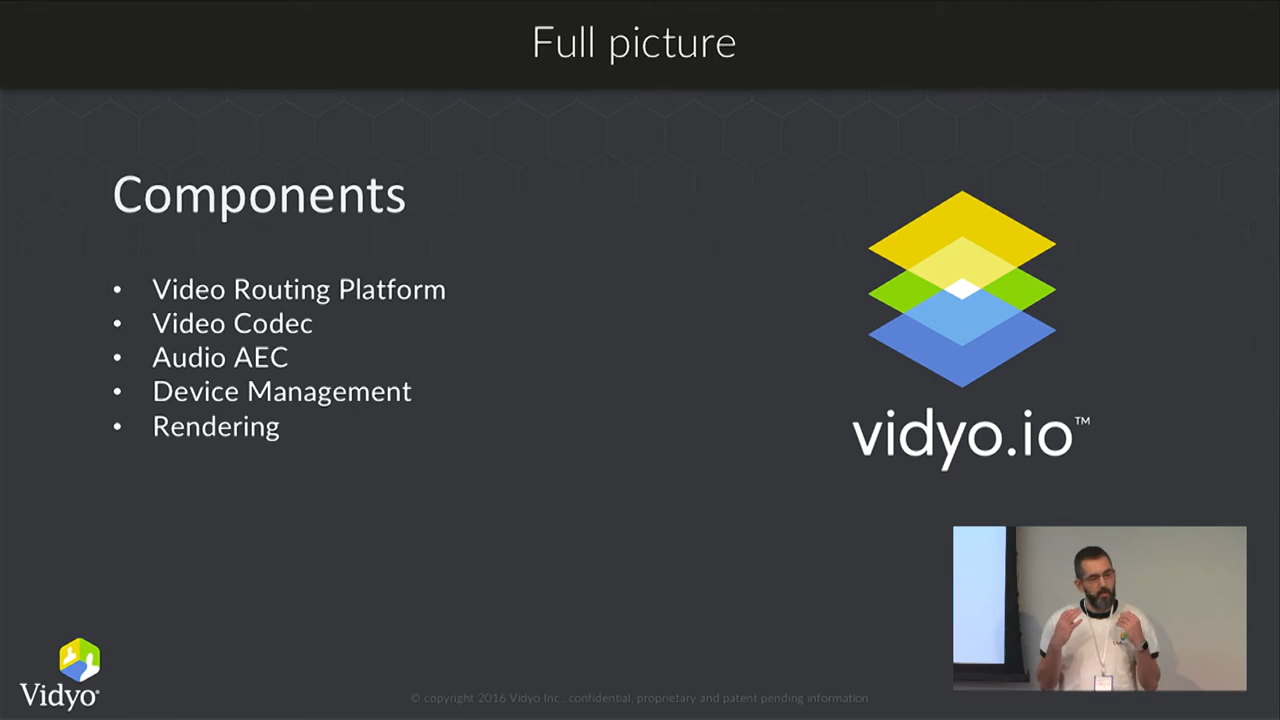 Full picture
Components
• Video Routing Platform
• Video Codec
• Audio AEC
• Device Management
• Rendering
vidyo.io™
Vidyo®
© copyright 2016 Vidyo Inc., confidential, proprietary and patent pending information